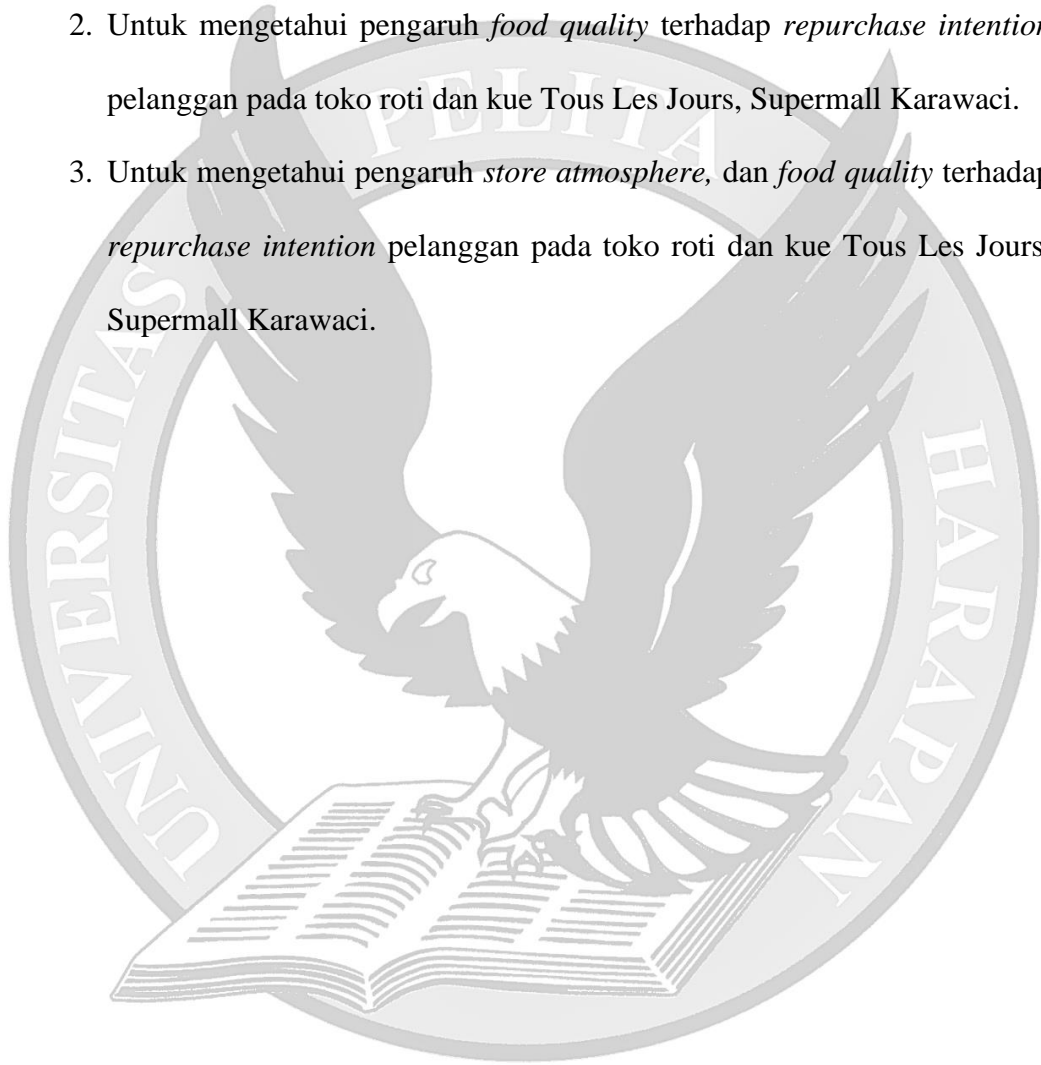 2. Untuk mengetahui pengaruh food quality terhadap repurchase intention
pelanggan pada toko roti dan kue Tous Les Jours, Supermall Karawaci.
3. Untuk mengetahui pengaruh store atmosphere, dan food quality terhadap
repurchase intention pelanggan pada toko roti dan kue Tous Les Jours
Supermall Karawaci.
UNIVERSITAS PELITA HARAPAN